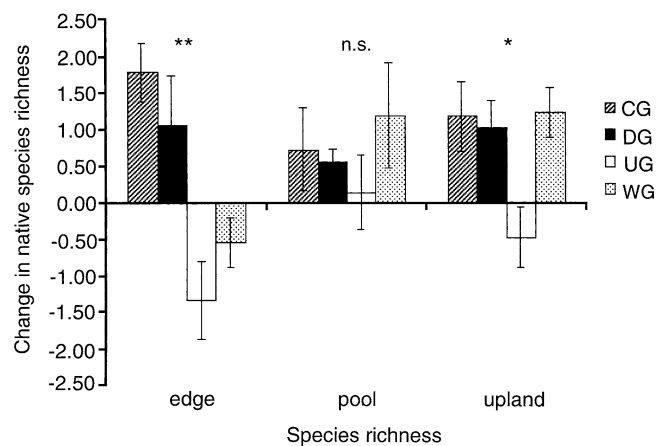 2.50
2.00
1.50
1.00
0.50
0.00
-0.50
-1.00
-1.50
-2.00
-2.50
Change in native species richness
**
n.s.
*
CG
DG
UG
WG
edge pool upland
Species richness